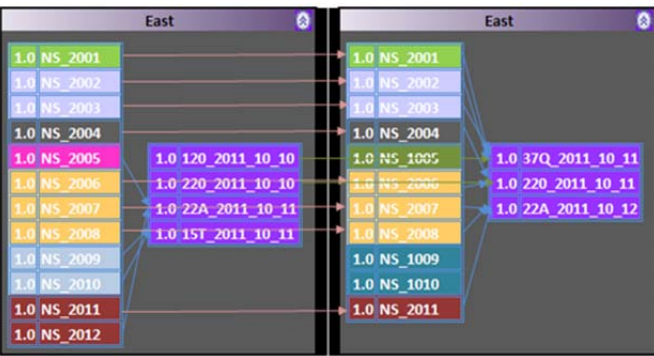 East
1.0 NS_2001
1.0 NS_2002
1.0 NS_2003
1.0 NS_2004
1.0 NS_2005
1.0 NS_2006
1.0 NS_2007
1.0 NS_2008
1.0 NS_2009
1.0 NS_2010
1.0 NS_2011
1.0 NS_2012
1.0 120_2011_10_10
1.0 220_2011_10_10
1.0 22A_2011_10_11
1.0 15T_2011_10_11
East
1.0 NS_2001
1.0 NS_2002
1.0 NS_2003
1.0 NS_2004
1.0 NS_1005
1.0 NS_2006
1.0 NS_2007
1.0 NS_2008
1.0 NS_1009
1.0 NS_1010
1.0 NS_2011
1.0 37Q_2011_10_11
1.0 220_2011_10_11
1.0 22A_2011_10_12